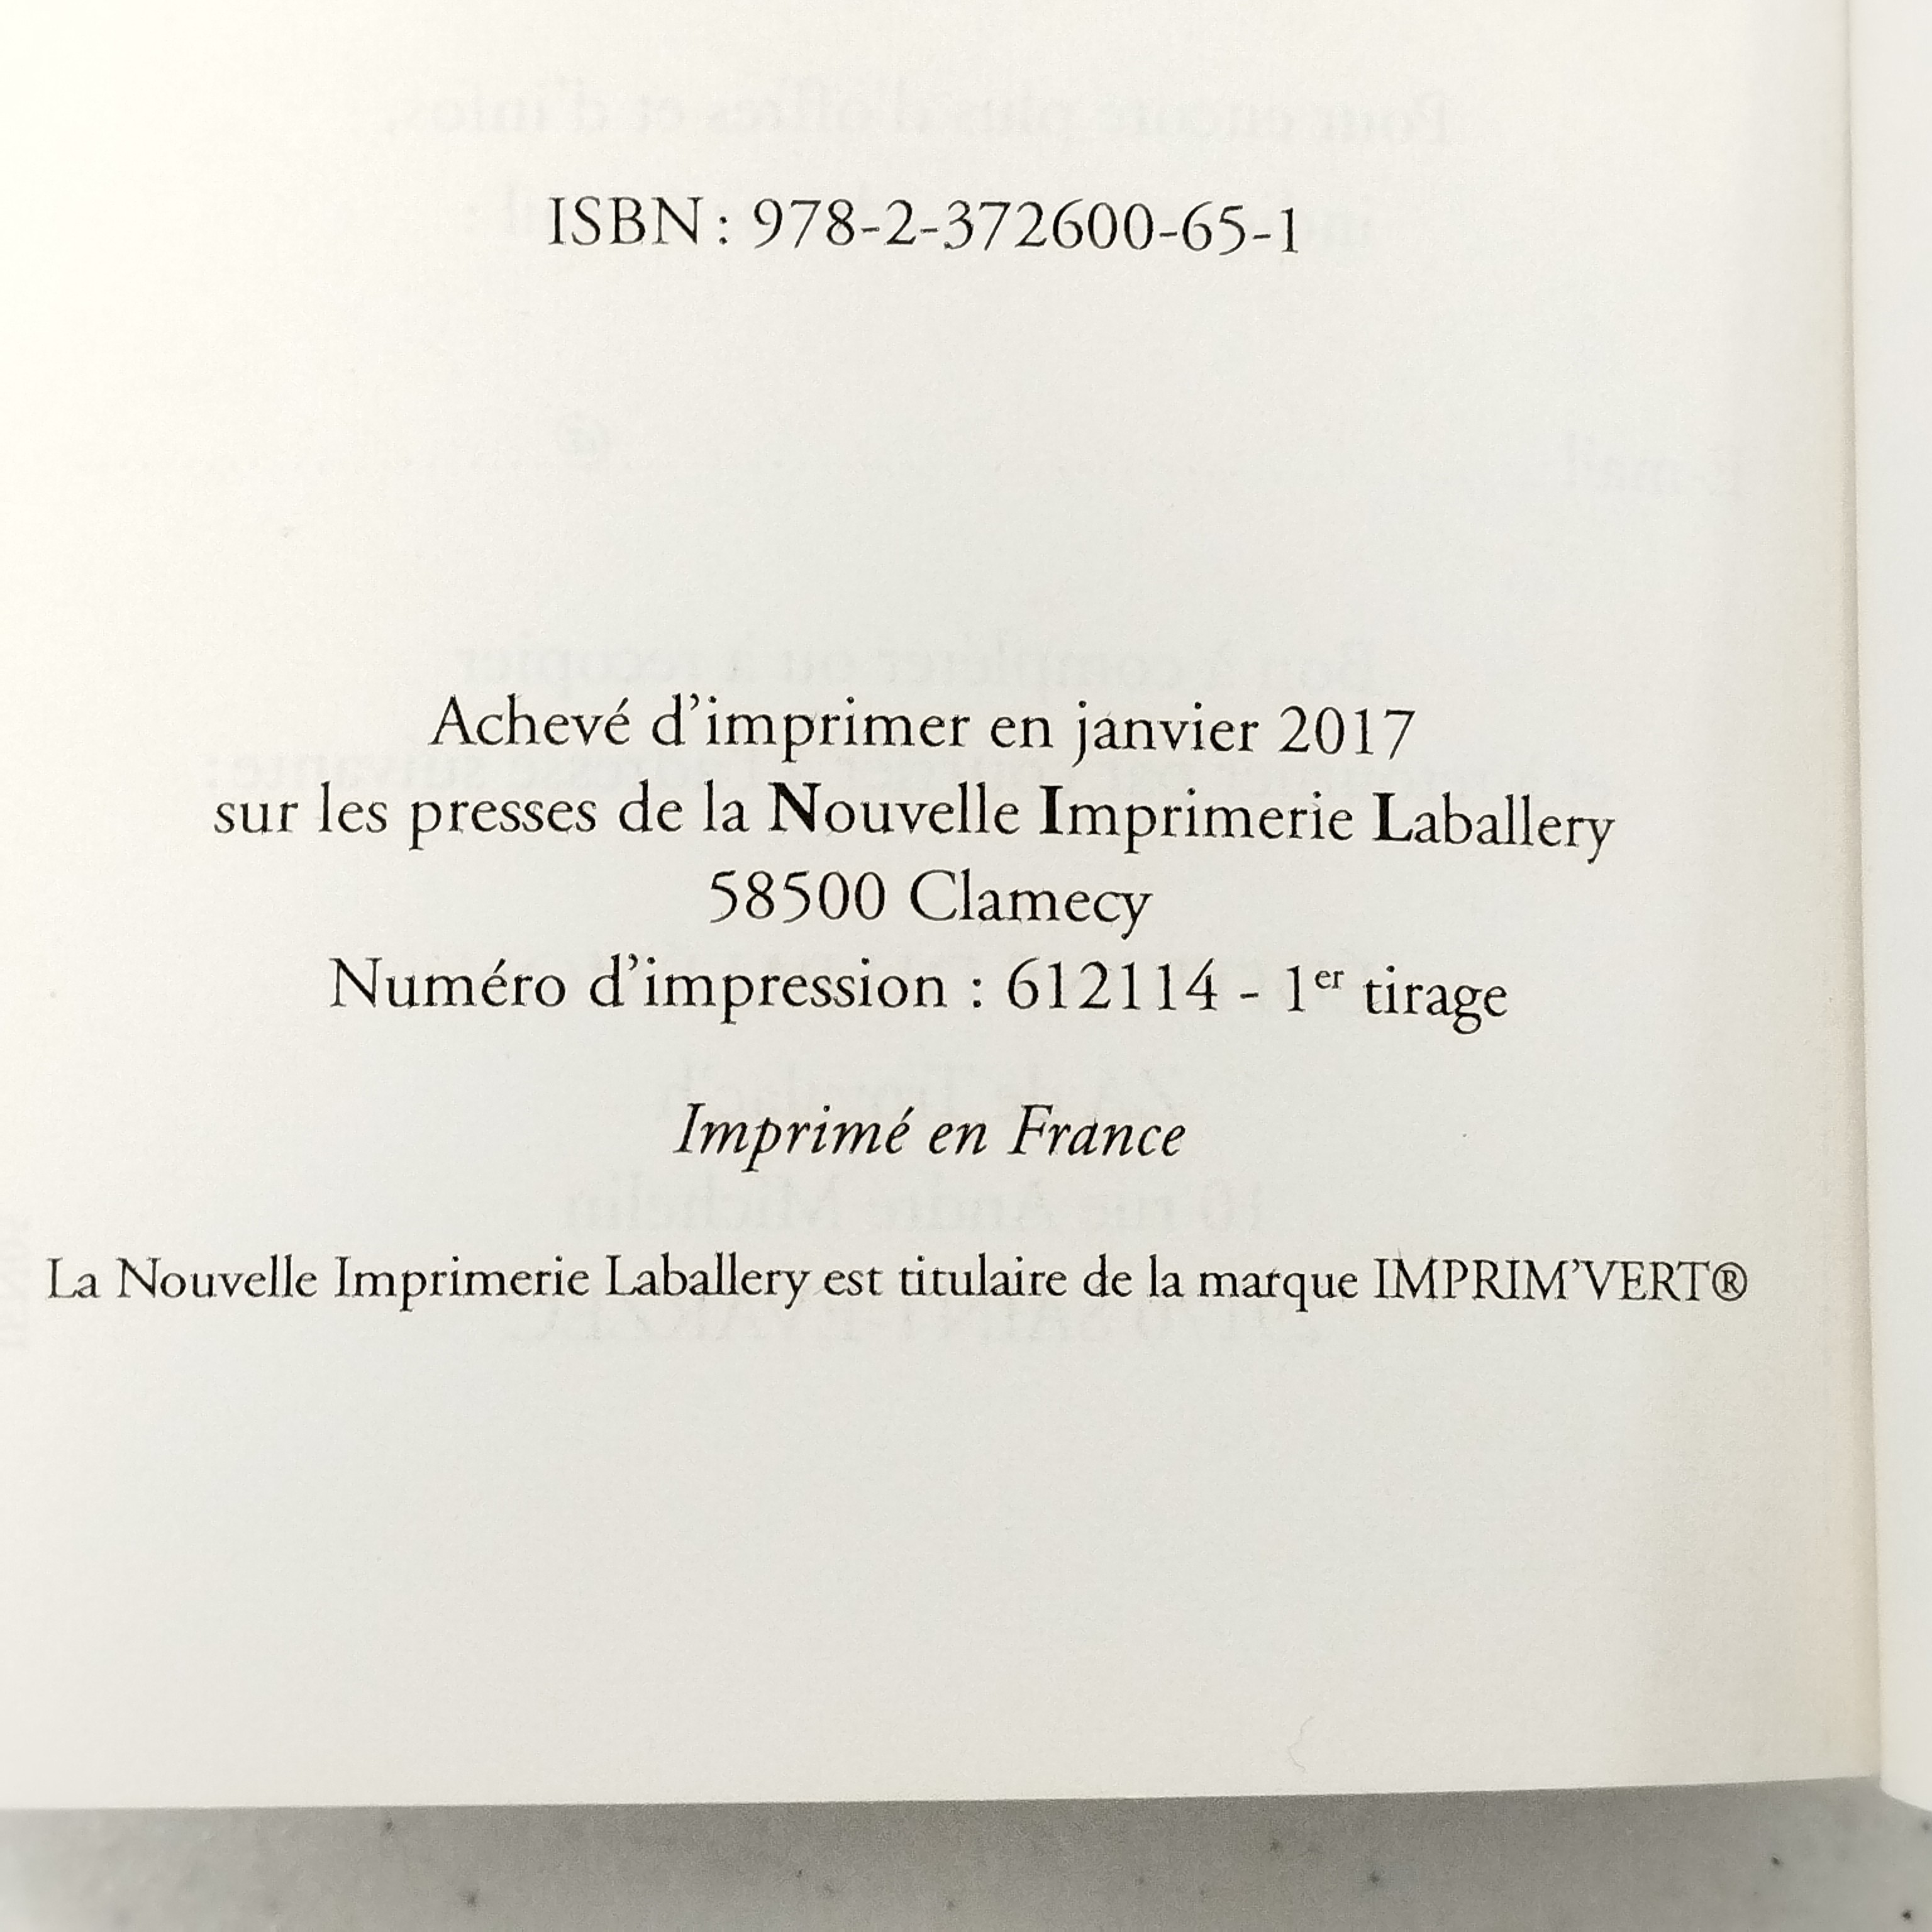 ISBN : 978-2-372600-65-1
Achevé d'imprimer en janvier 2017
sur les presses de la Nouvelle Imprimerie Laballery
58500 Clamecy
Numéro d'impression : 612114 - 1er tirage
Imprimé en France
La Nouvelle Imprimerie Laballery est titulaire de la marque IMPRIM'VERT®